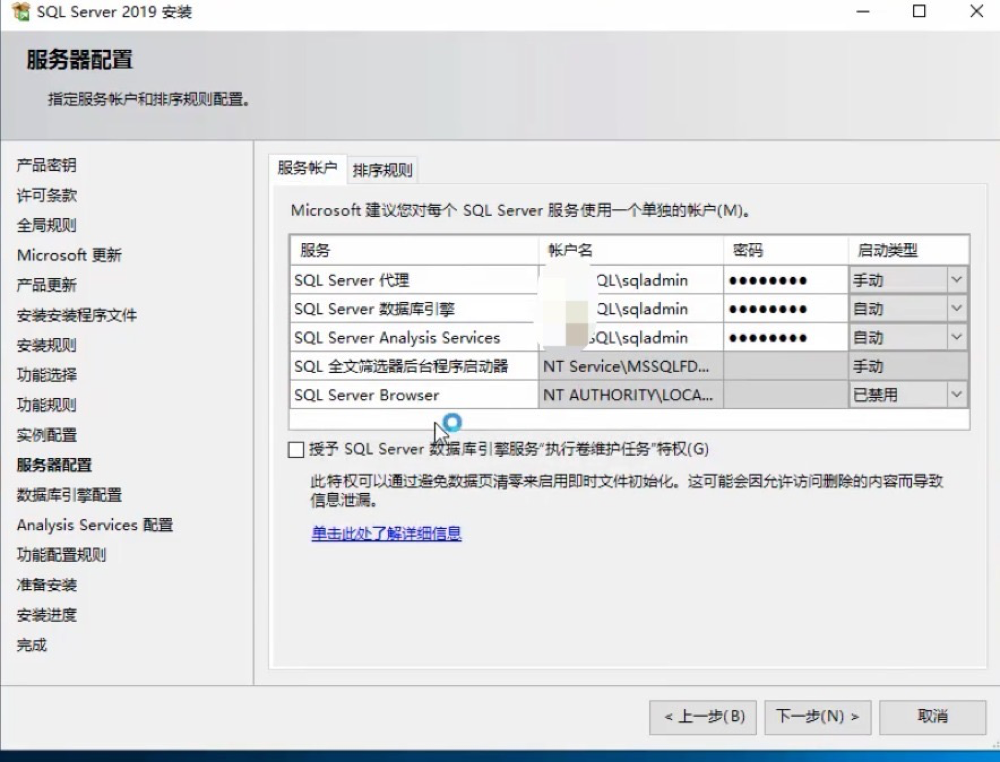 SQL Server 2019 安装
服务器配置
指定服务帐户和排序规则配置。
产品密钥
许可条款
全局规则
Microsoft 更新
产品更新
安装安装程序文件
安装规则
功能选择
功能规则
实例配置
服务器配置
数据库引擎配置
Analysis Services 配置
功能配置规则
准备安装
安装进度
完成
服务帐户 排序规则
Microsoft 建议您对每个 SQL Server 服务使用一个单独的帐户(M)。
服务 帐户名 密码 启动类型
SQL Server 代理 QL\sqladmin ●●●●●●●● 手动
SQL Server 数据库引擎 QL\sqladmin ●●●●●●●● 自动
SQL Server Analysis Services SQL\sqladmin ●●●●●●●● 自动
SQL 全文筛选器后台程序启动器 NT Service\MSSQLFD... 手动
SQL Server Browser NT AUTHORITY\LOCA... 已禁用
授予 SQL Server 数据库引擎服务“执行卷维护任务”特权(G)
此特权可以通过避免数据页清零来启用即时文件初始化。这可能会因允许访问删除的内容而导致
信息泄漏。
单击此处了解详细信息
< 上一步(B) 下一步(N) > 取消